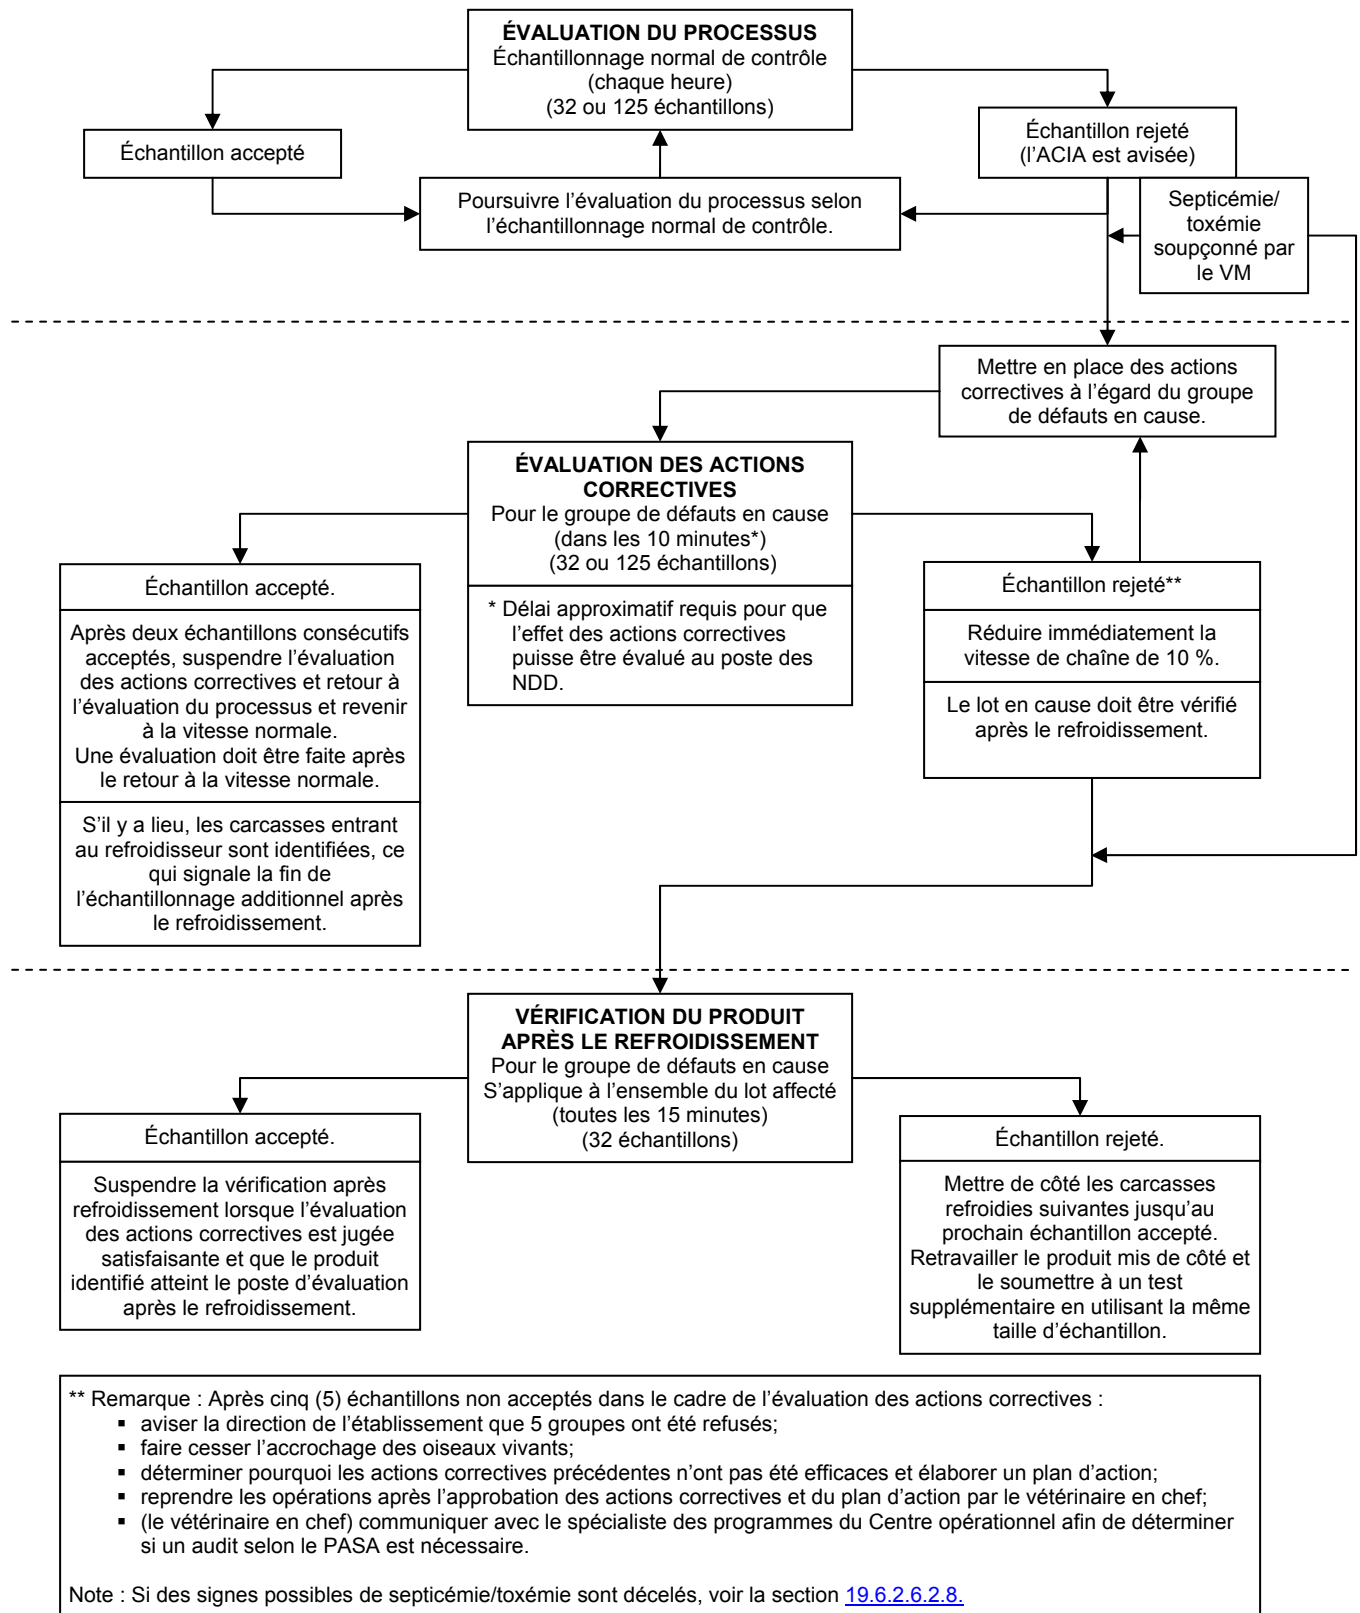 ÉVALUATION DU PROCESSUS
Échantillonnage normal de contrôle
(chaque heure)
(32 ou 125 échantillons)
Échantillon accepté
Échantillon rejeté
(l’ACIA est avisée)
Poursuivre l’évaluation du processus selon
l’échantillonnage normal de contrôle.
Septicémie/
toxémie
soupçonné par
le VM
Mettre en place des actions
correctives à l’égard du groupe
de défauts en cause.
ÉVALUATION DES ACTIONS
CORRECTIVES
Pour le groupe de défauts en cause
(dans les 10 minutes*)
(32 ou 125 échantillons)
* Délai approximatif requis pour que
l’effet des actions correctives
puisse être évalué au poste des
NDD.
Échantillon accepté.
Après deux échantillons consécutifs
acceptés, suspendre l’évaluation
des actions correctives et retour à
l’évaluation du processus et revenir
à la vitesse normale.
Une évaluation doit être faite après
le retour à la vitesse normale.
S’il y a lieu, les carcasses entrant
au refroidisseur sont identifiées, ce
qui signale la fin de
l’échantillonnage additionnel après
le refroidissement.
Échantillon rejeté**
Réduire immédiatement la
vitesse de chaîne de 10 %.
Le lot en cause doit être vérifié
après le refroidissement.
VÉRIFICATION DU PRODUIT
APRÈS LE REFROIDISSEMENT
Pour le groupe de défauts en cause
S’applique à l’ensemble du lot affecté
(toutes les 15 minutes)
(32 échantillons)
Échantillon accepté.
Suspendre la vérification après
refroidissement lorsque l’évaluation
des actions correctives est jugée
satisfaisante et que le produit
identifié atteint le poste d’évaluation
après le refroidissement.
Échantillon rejeté.
Mettre de côté les carcasses
refroidies suivantes jusqu’au
prochain échantillon accepté.
Retravailler le produit mis de côté et
le soumettre à un test
supplémentaire en utilisant la même
taille d’échantillon.
** Remarque : Après cinq (5) échantillons non acceptés dans le cadre de l’évaluation des actions correctives :
▪ aviser la direction de l’établissement que 5 groupes ont été refusés;
▪ faire cesser l’accrochage des oiseaux vivants;
▪ déterminer pourquoi les actions correctives précédentes n’ont pas été efficaces et élaborer un plan d’action;
▪ reprendre les opérations après l’approbation des actions correctives et du plan d’action par le vétérinaire en chef;
▪ (le vétérinaire en chef) communiquer avec le spécialiste des programmes du Centre opérationnel afin de déterminer
si un audit selon le PASA est nécessaire.
Note : Si des signes possibles de septicémie/toxémie sont décelés, voir la section 19.6.2.6.2.8.